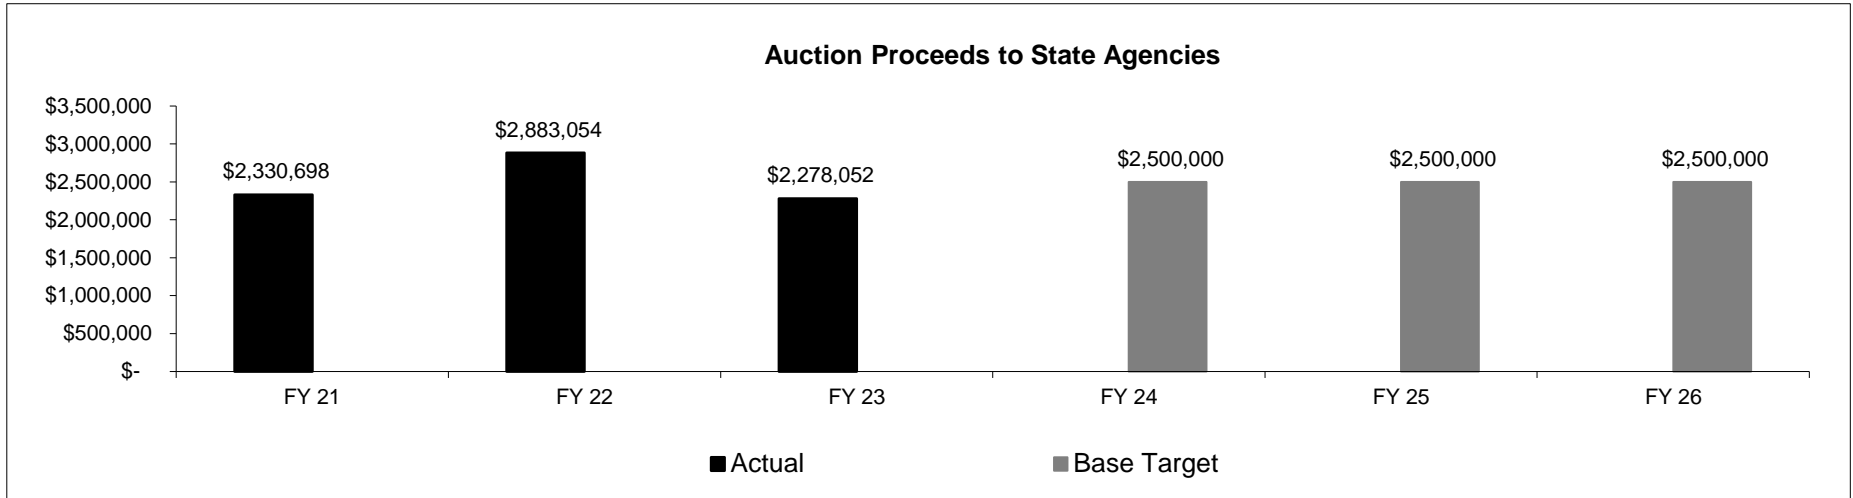 Auction Proceeds to State Agencies
$3,500,000
$3,000,000
$2,500,000
$2,000,000
$1,500,000
$1,000,000
$500,000
$-
$2,330,698
$2,883,054
$2,278,052
$2,500,000
$2,500,000
$2,500,000
FY 21
FY 22
FY 23
FY 24
FY 25
FY 26
Actual
Base Target